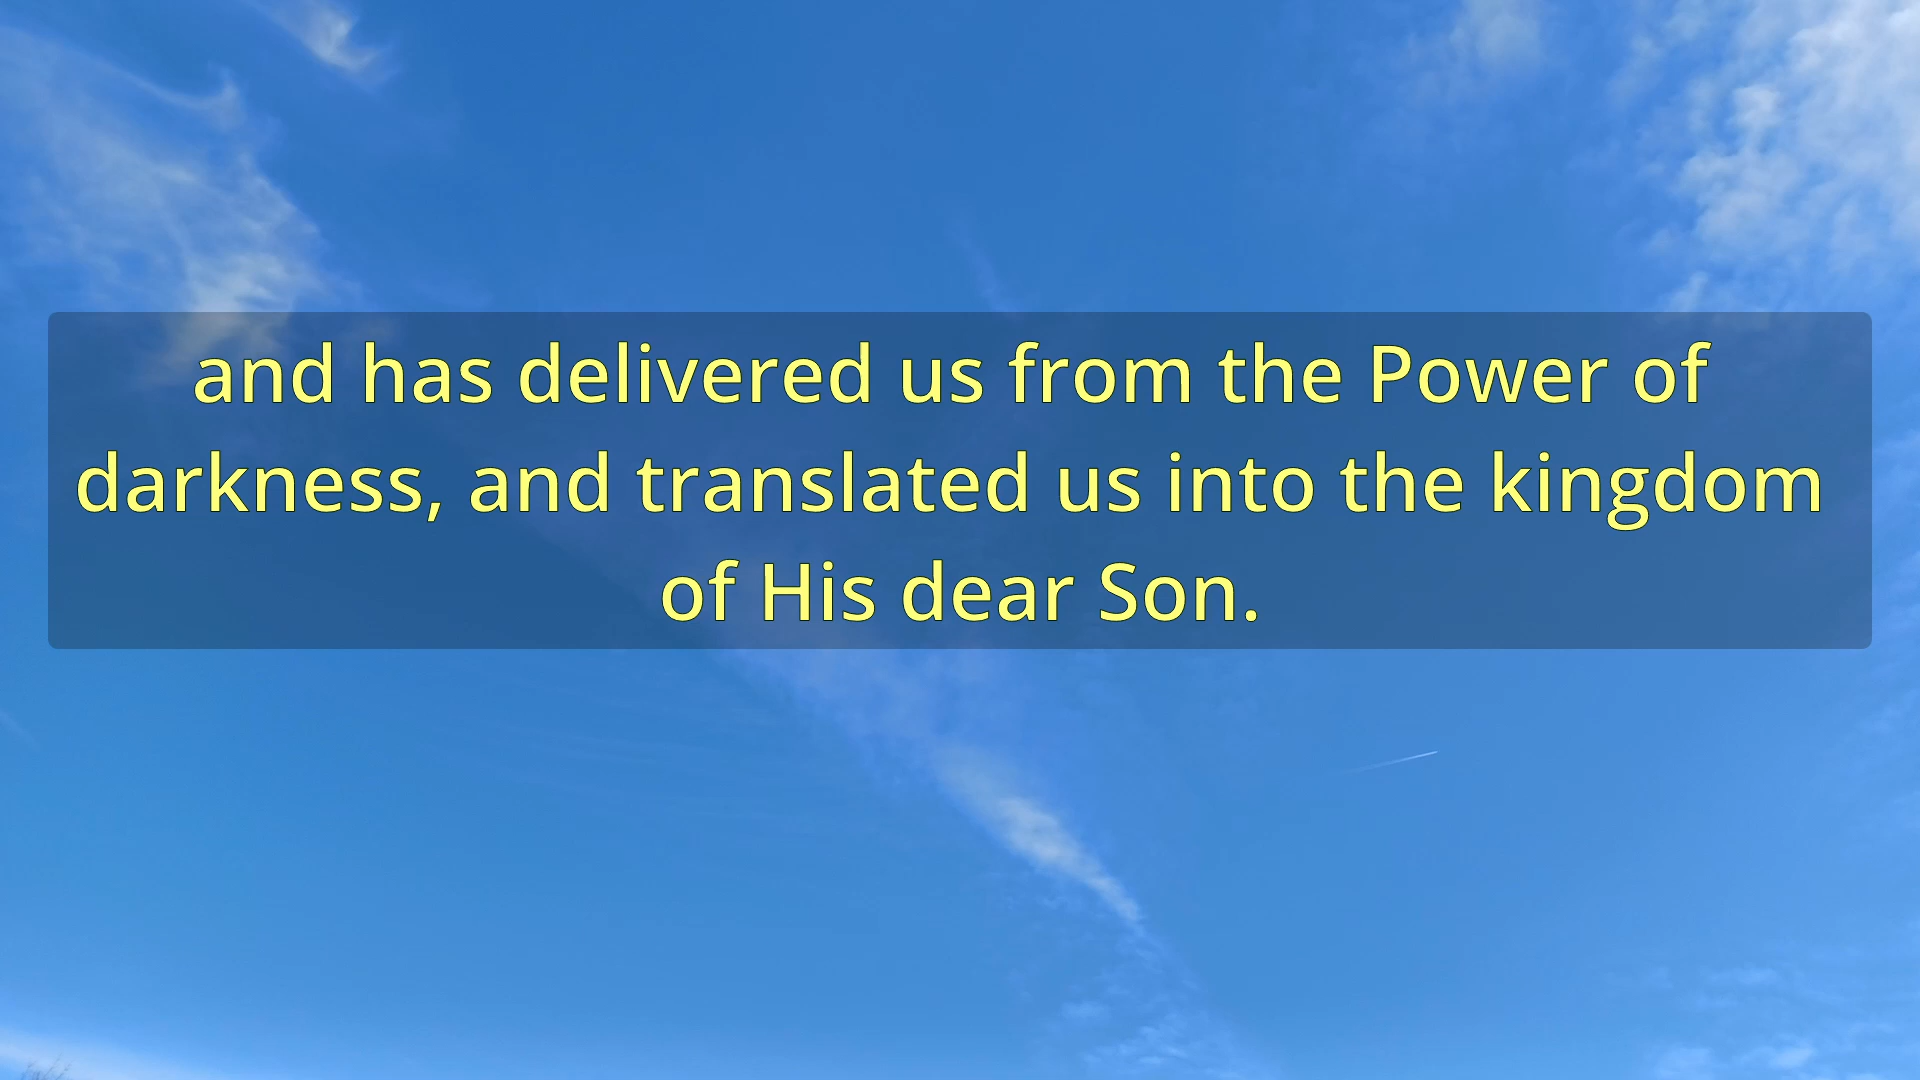 and has delivered us from the Power of
darkness, and translated us into the kingdom
of His dear Son.